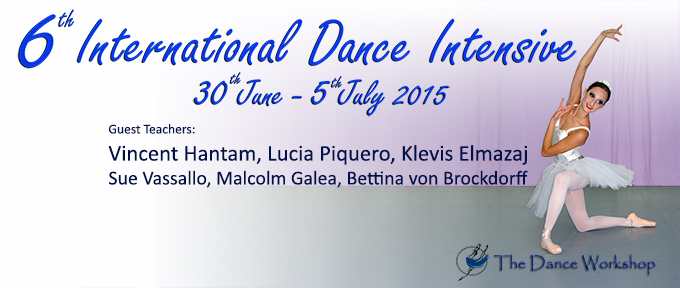 6th International Dance Intensive
30th June - 5th July 2015
Guest Teachers:
Vincent Hantam, Lucia Piquero, Klevis Elmazaj
Sue Vassallo, Malcolm Galea, Bettina von Brockdorff
The Dance Workshop